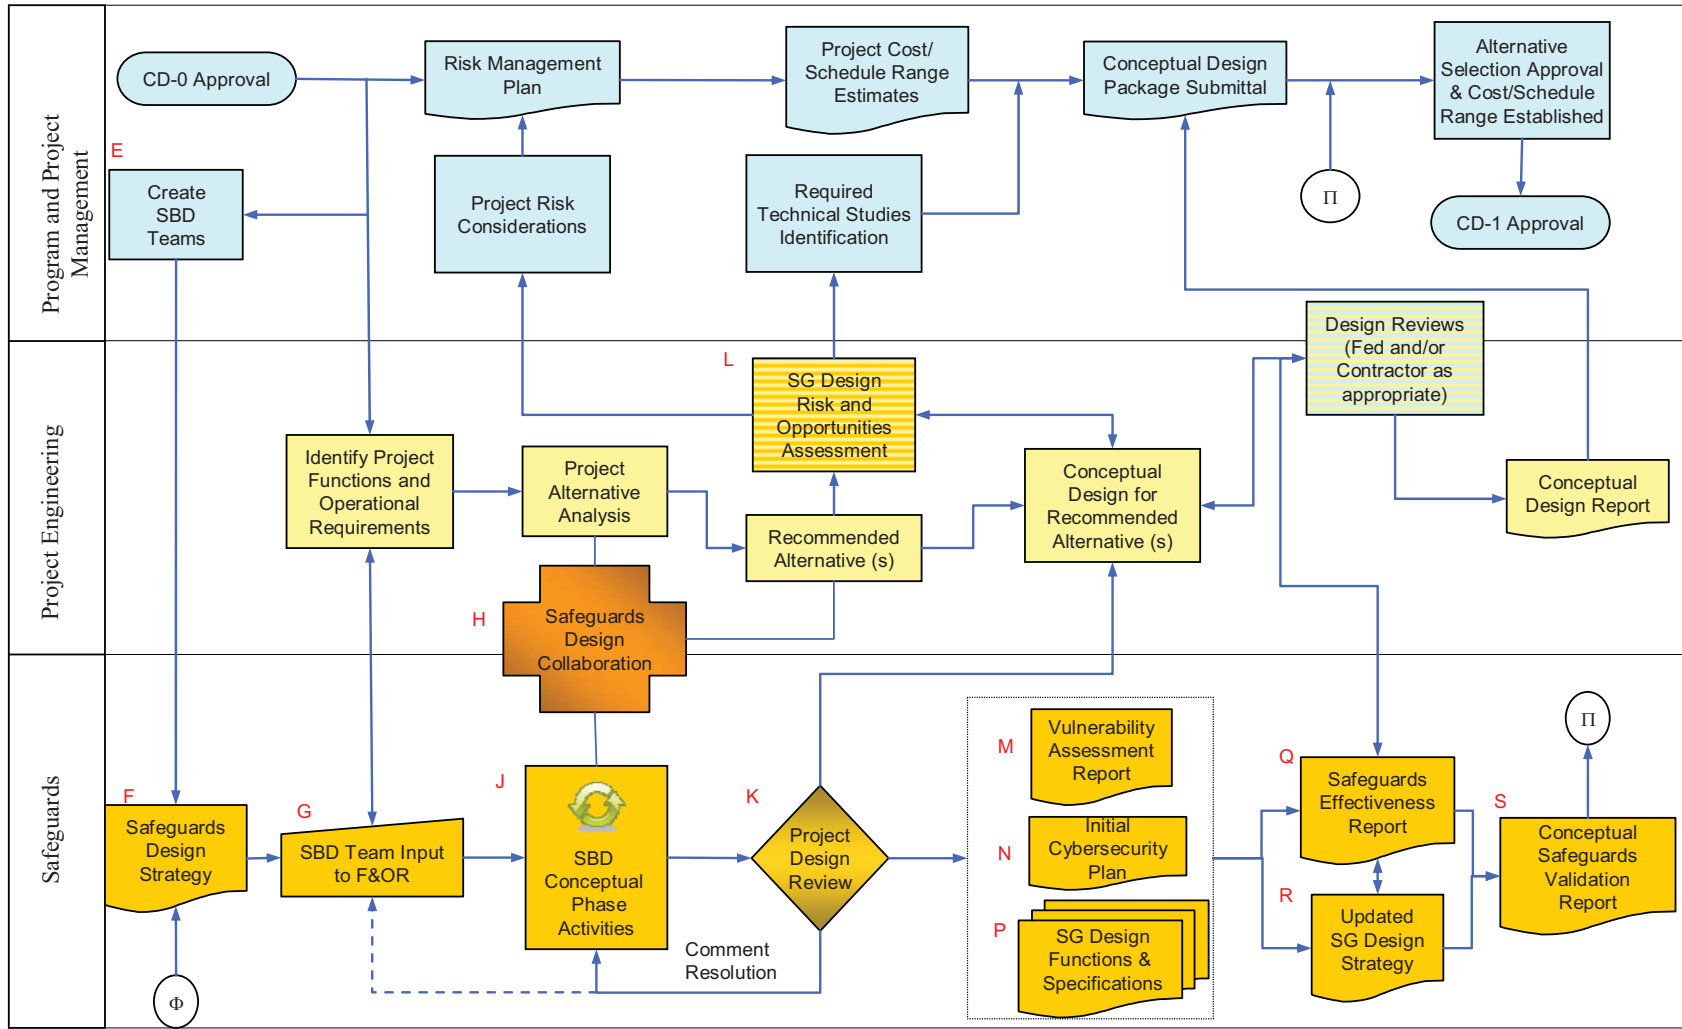 Program and Project
Management
CD-0 Approval
Risk Management
Plan
Project Cost/
Schedule Range
Estimates
Conceptual Design
Package Submittal
Alternative
Selection Approval
& Cost/Schedule
Range Established
E
Create
SBD
Teams
Project Risk
Considerations
Required
Technical Studies
Identification
Π
CD-1 Approval
Design Reviews
(Fed and/or
Contractor as
appropriate)
Project Engineering
L
SG Design
Risk and
Opportunities
Assessment
Identify Project
Functions and
Operational
Requirements
Project
Alternative
Analysis
Recommended
Alternative (s)
Conceptual
Design for
Recommended
Alternative (s)
Conceptual
Design Report
H
Safeguards
Design
Collaboration
Safeguards
F
Safeguards
Design
Strategy
G
SBD Team Input
to F&OR
J
SBD
Conceptual
Phase
Activities
K
Project
Design
Review
Comment
Resolution
M
Vulnerability
Assessment
Report
N
Initial
Cybersecurity
Plan
P
SG Design
Functions &
Specifications
Q
Safeguards
Effectiveness
Report
R
Updated
SG Design
Strategy
S
Conceptual
Safeguards
Validation
Report
Π
Φ